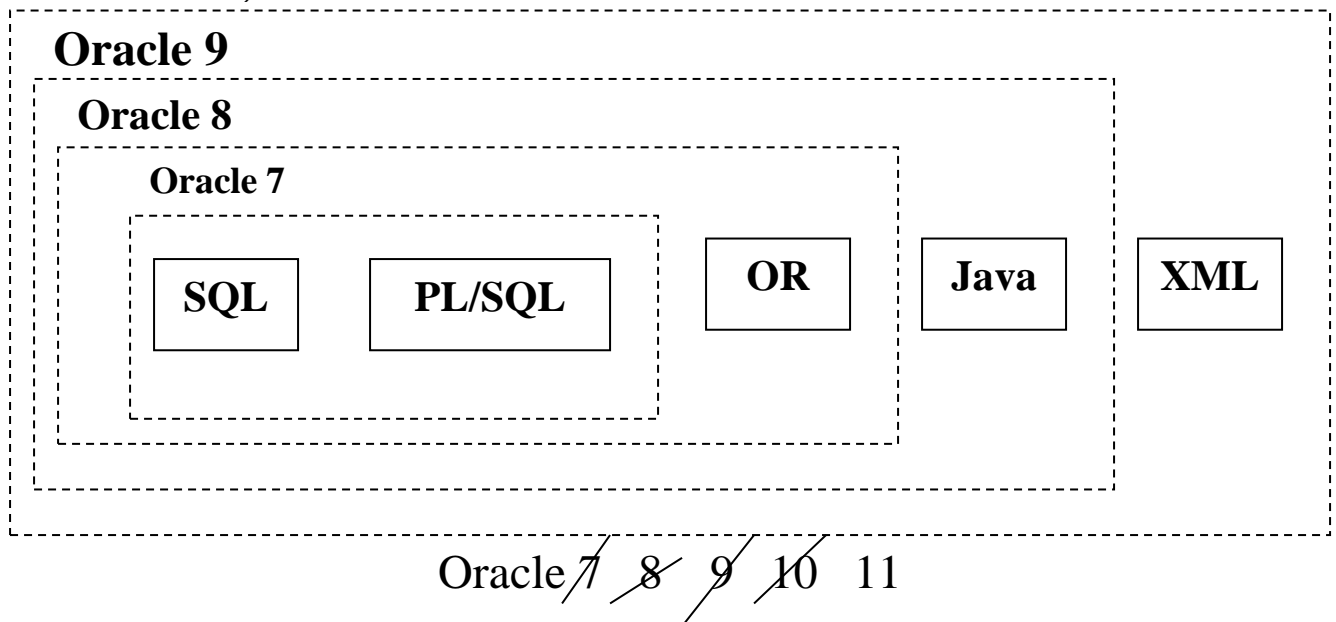 Oracle 9
Oracle 8
Oracle 7
SQL PL/SQL OR Java XML
Oracle 7 8 9 10 11